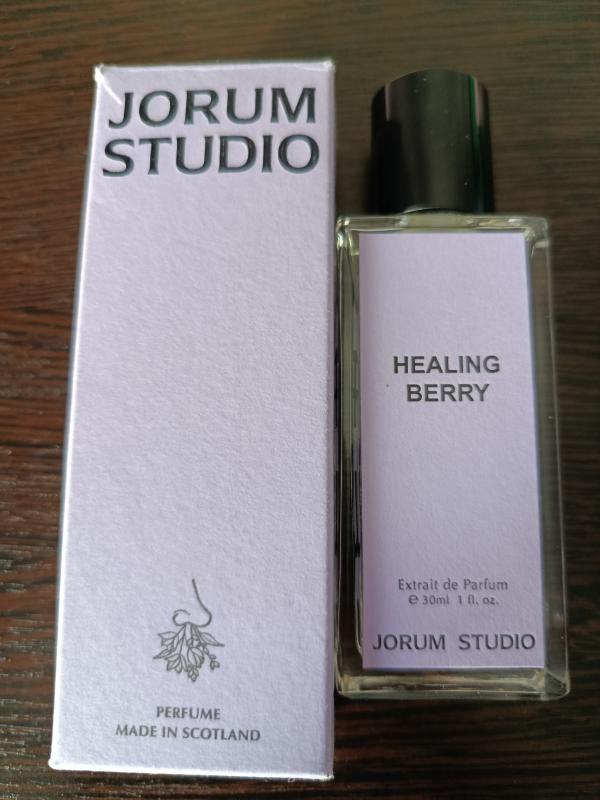 JORUM
STUDIO
PERFUME
MADE IN SCOTLAND
HEALING
BERRY
Extrait de Parfum
℮ 30ml 1 fl. oz.
JORUM STUDIO